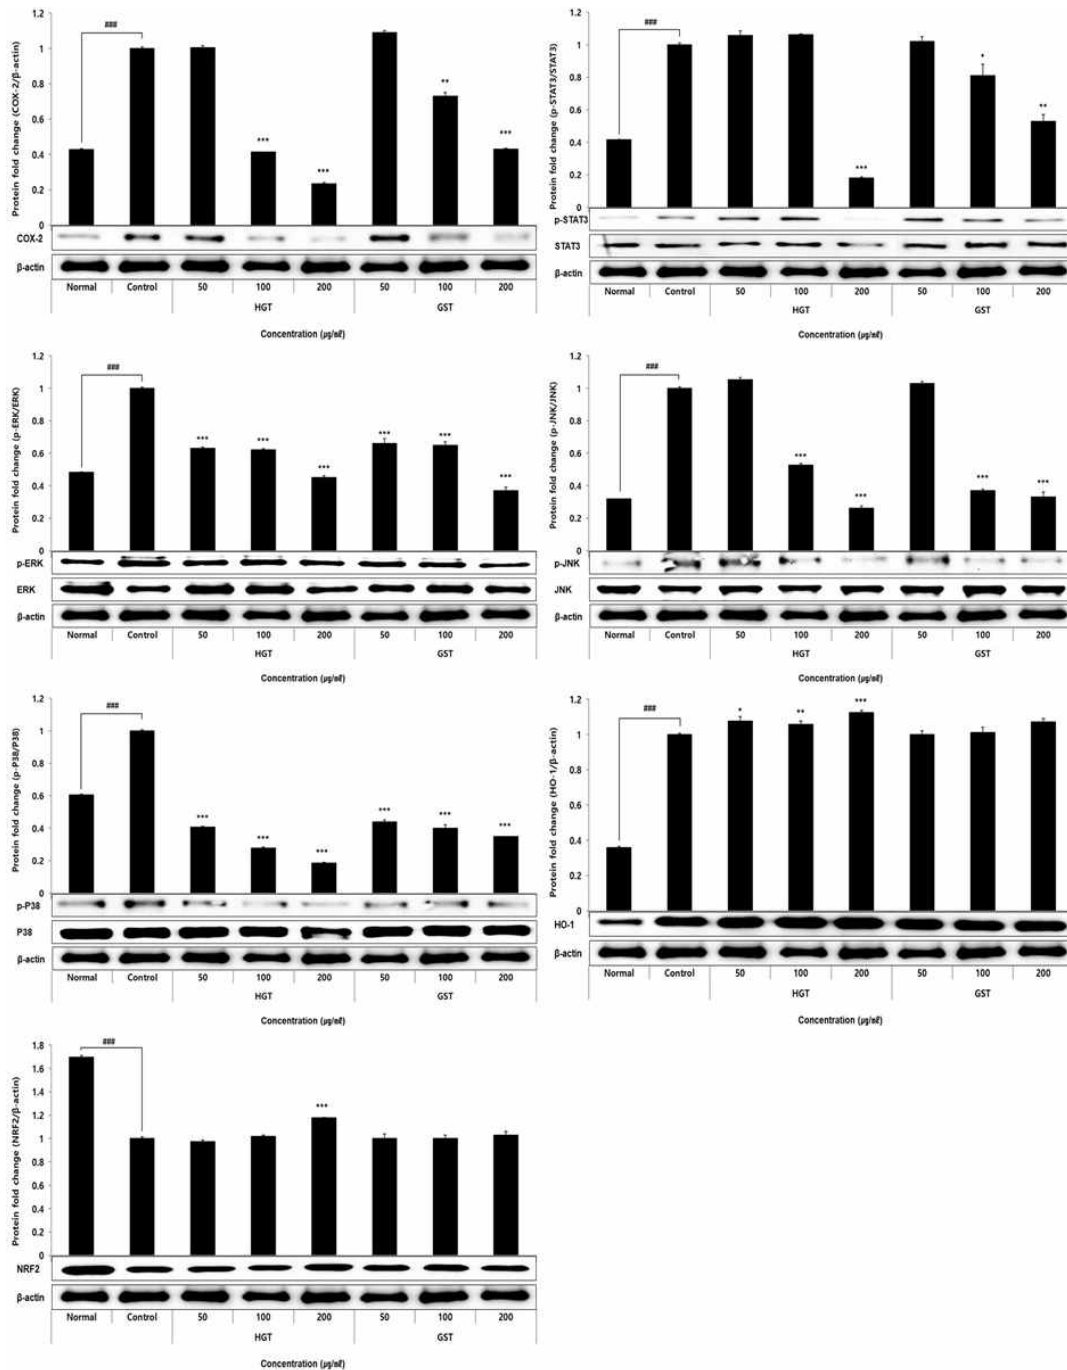 Protein fold change (COX-2/β-actin)
1.2
1
0.8
0.6
0.4
0.2
0
###
***
***
**
***
COX-2
β-actin
Normal Control 50 100 200 50 100 200
HGT GST
Concentration (μg/㎖)
Protein fold change (p-STAT3/STAT3)
1.2
1
0.8
0.6
0.4
0.2
0
###
***
*
**
p-STAT3
STAT3
β-actin
Normal Control 50 100 200 50 100 200
HGT GST
Concentration (μg/㎖)
Protein fold change (p-ERK/ERK)
1.2
1
0.8
0.6
0.4
0.2
0
###
***
***
***
***
***
***
p-ERK
ERK
β-actin
Normal Control 50 100 200 50 100 200
HGT GST
Concentration (μg/㎖)
Protein fold change (p-JNK/JNK)
1.2
1
0.8
0.6
0.4
0.2
0
###
***
***
***
***
p-JNK
JNK
β-actin
Normal Control 50 100 200 50 100 200
HGT GST
Concentration (μg/㎖)
Protein fold change (p-P38/P38)
1.2
1
0.8
0.6
0.4
0.2
0
###
***
***
***
***
***
***
p-P38
P38
β-actin
Normal Control 50 100 200 50 100 200
HGT GST
Concentration (μg/㎖)
Protein fold change (HO-1/β-actin)
1.2
1
0.8
0.6
0.4
0.2
0
###
*
**
***
HO-1
β-actin
Normal Control 50 100 200 50 100 200
HGT GST
Concentration (μg/㎖)
Protein fold change (NRF2/β-actin)
1.8
1.6
1.4
1.2
1
0.8
0.6
0.4
0.2
0
###
***
NRF2
β-actin
Normal Control 50 100 200 50 100 200
HGT GST
Concentration (μg/㎖)